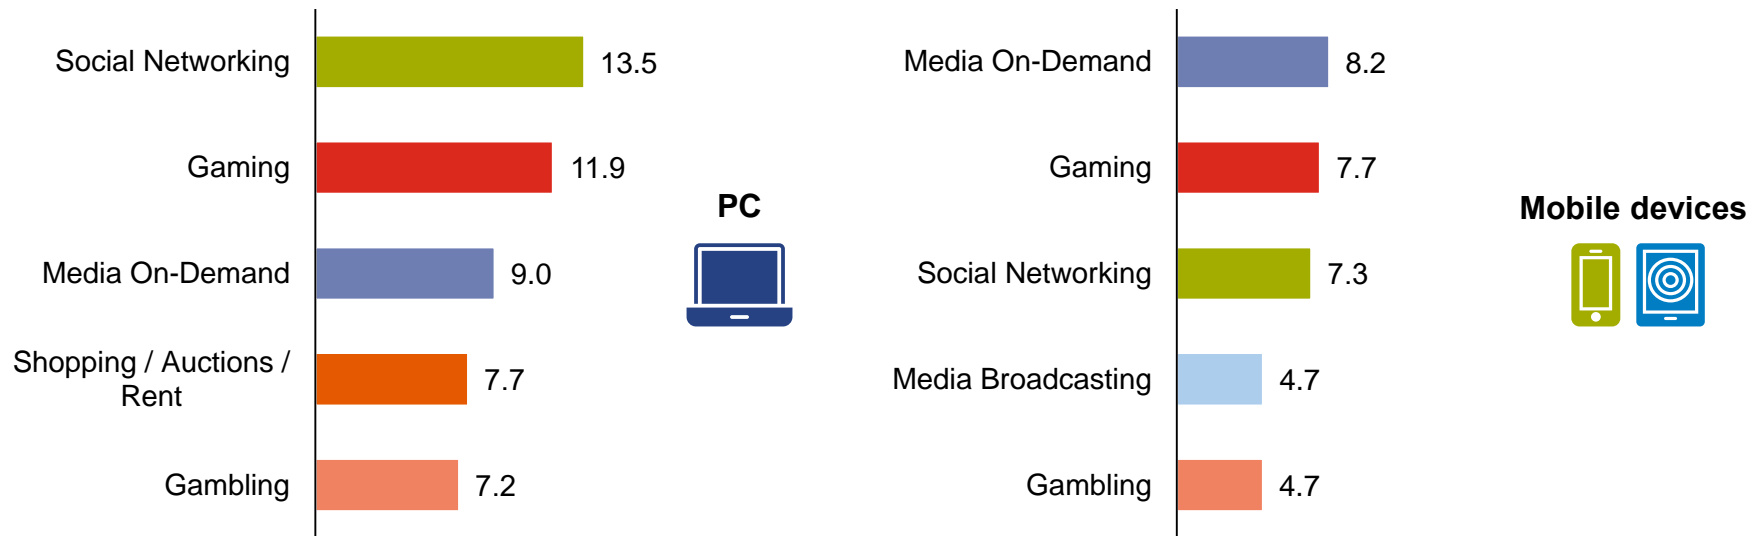 Social Networking 13.5
Gaming 11.9
Media On-Demand 9.0
Shopping / Auctions /
Rent 7.7
Gambling 7.2
PC
Media On-Demand 8.2
Gaming 7.7
Social Networking 7.3
Media Broadcasting 4.7
Gambling 4.7
Mobile devices